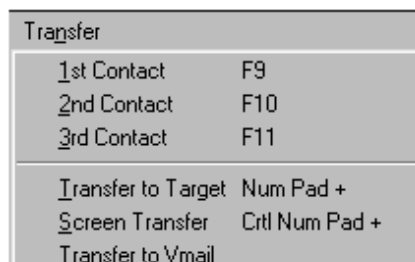 Transfer
1st Contact F9
2nd Contact F10
3rd Contact F11
Transfer to Target Num Pad +
Screen Transfer Crtl Num Pad +
Transfer to Vmail